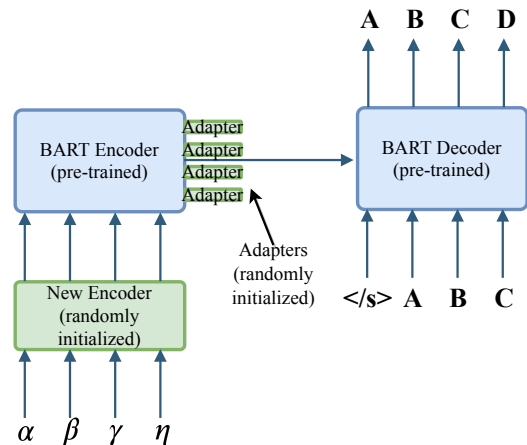 A B C D
Adapter
Adapter
Adapter
Adapter
BART Encoder
(pre-trained)
BART Decoder
(pre-trained)
Adapters
(randomly
initialized)
New Encoder
(randomly
initialized)
</s> A B C
α β γ η